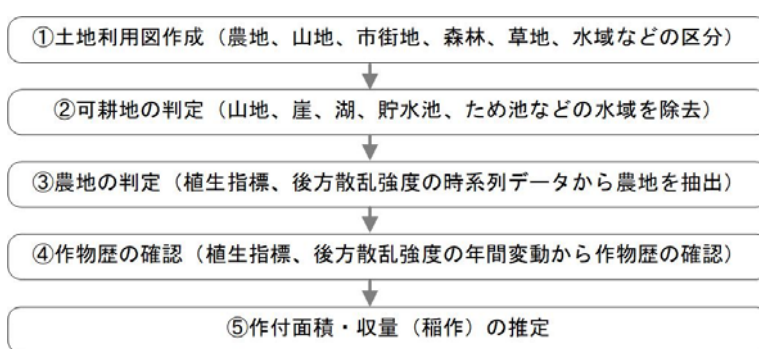 ①土地利用図作成（農地、山地、市街地、森林、草地、水域などの区分）
②可耕地の判定（山地、崖、湖、貯水池、ため池などの水域を除去）
③農地の判定（植生指標、後方散乱強度の時系列データから農地を抽出）
④作物歴の確認（植生指標、後方散乱強度の年間変動から作物歴の確認）
⑤作付面積・収量（稲作）の推定